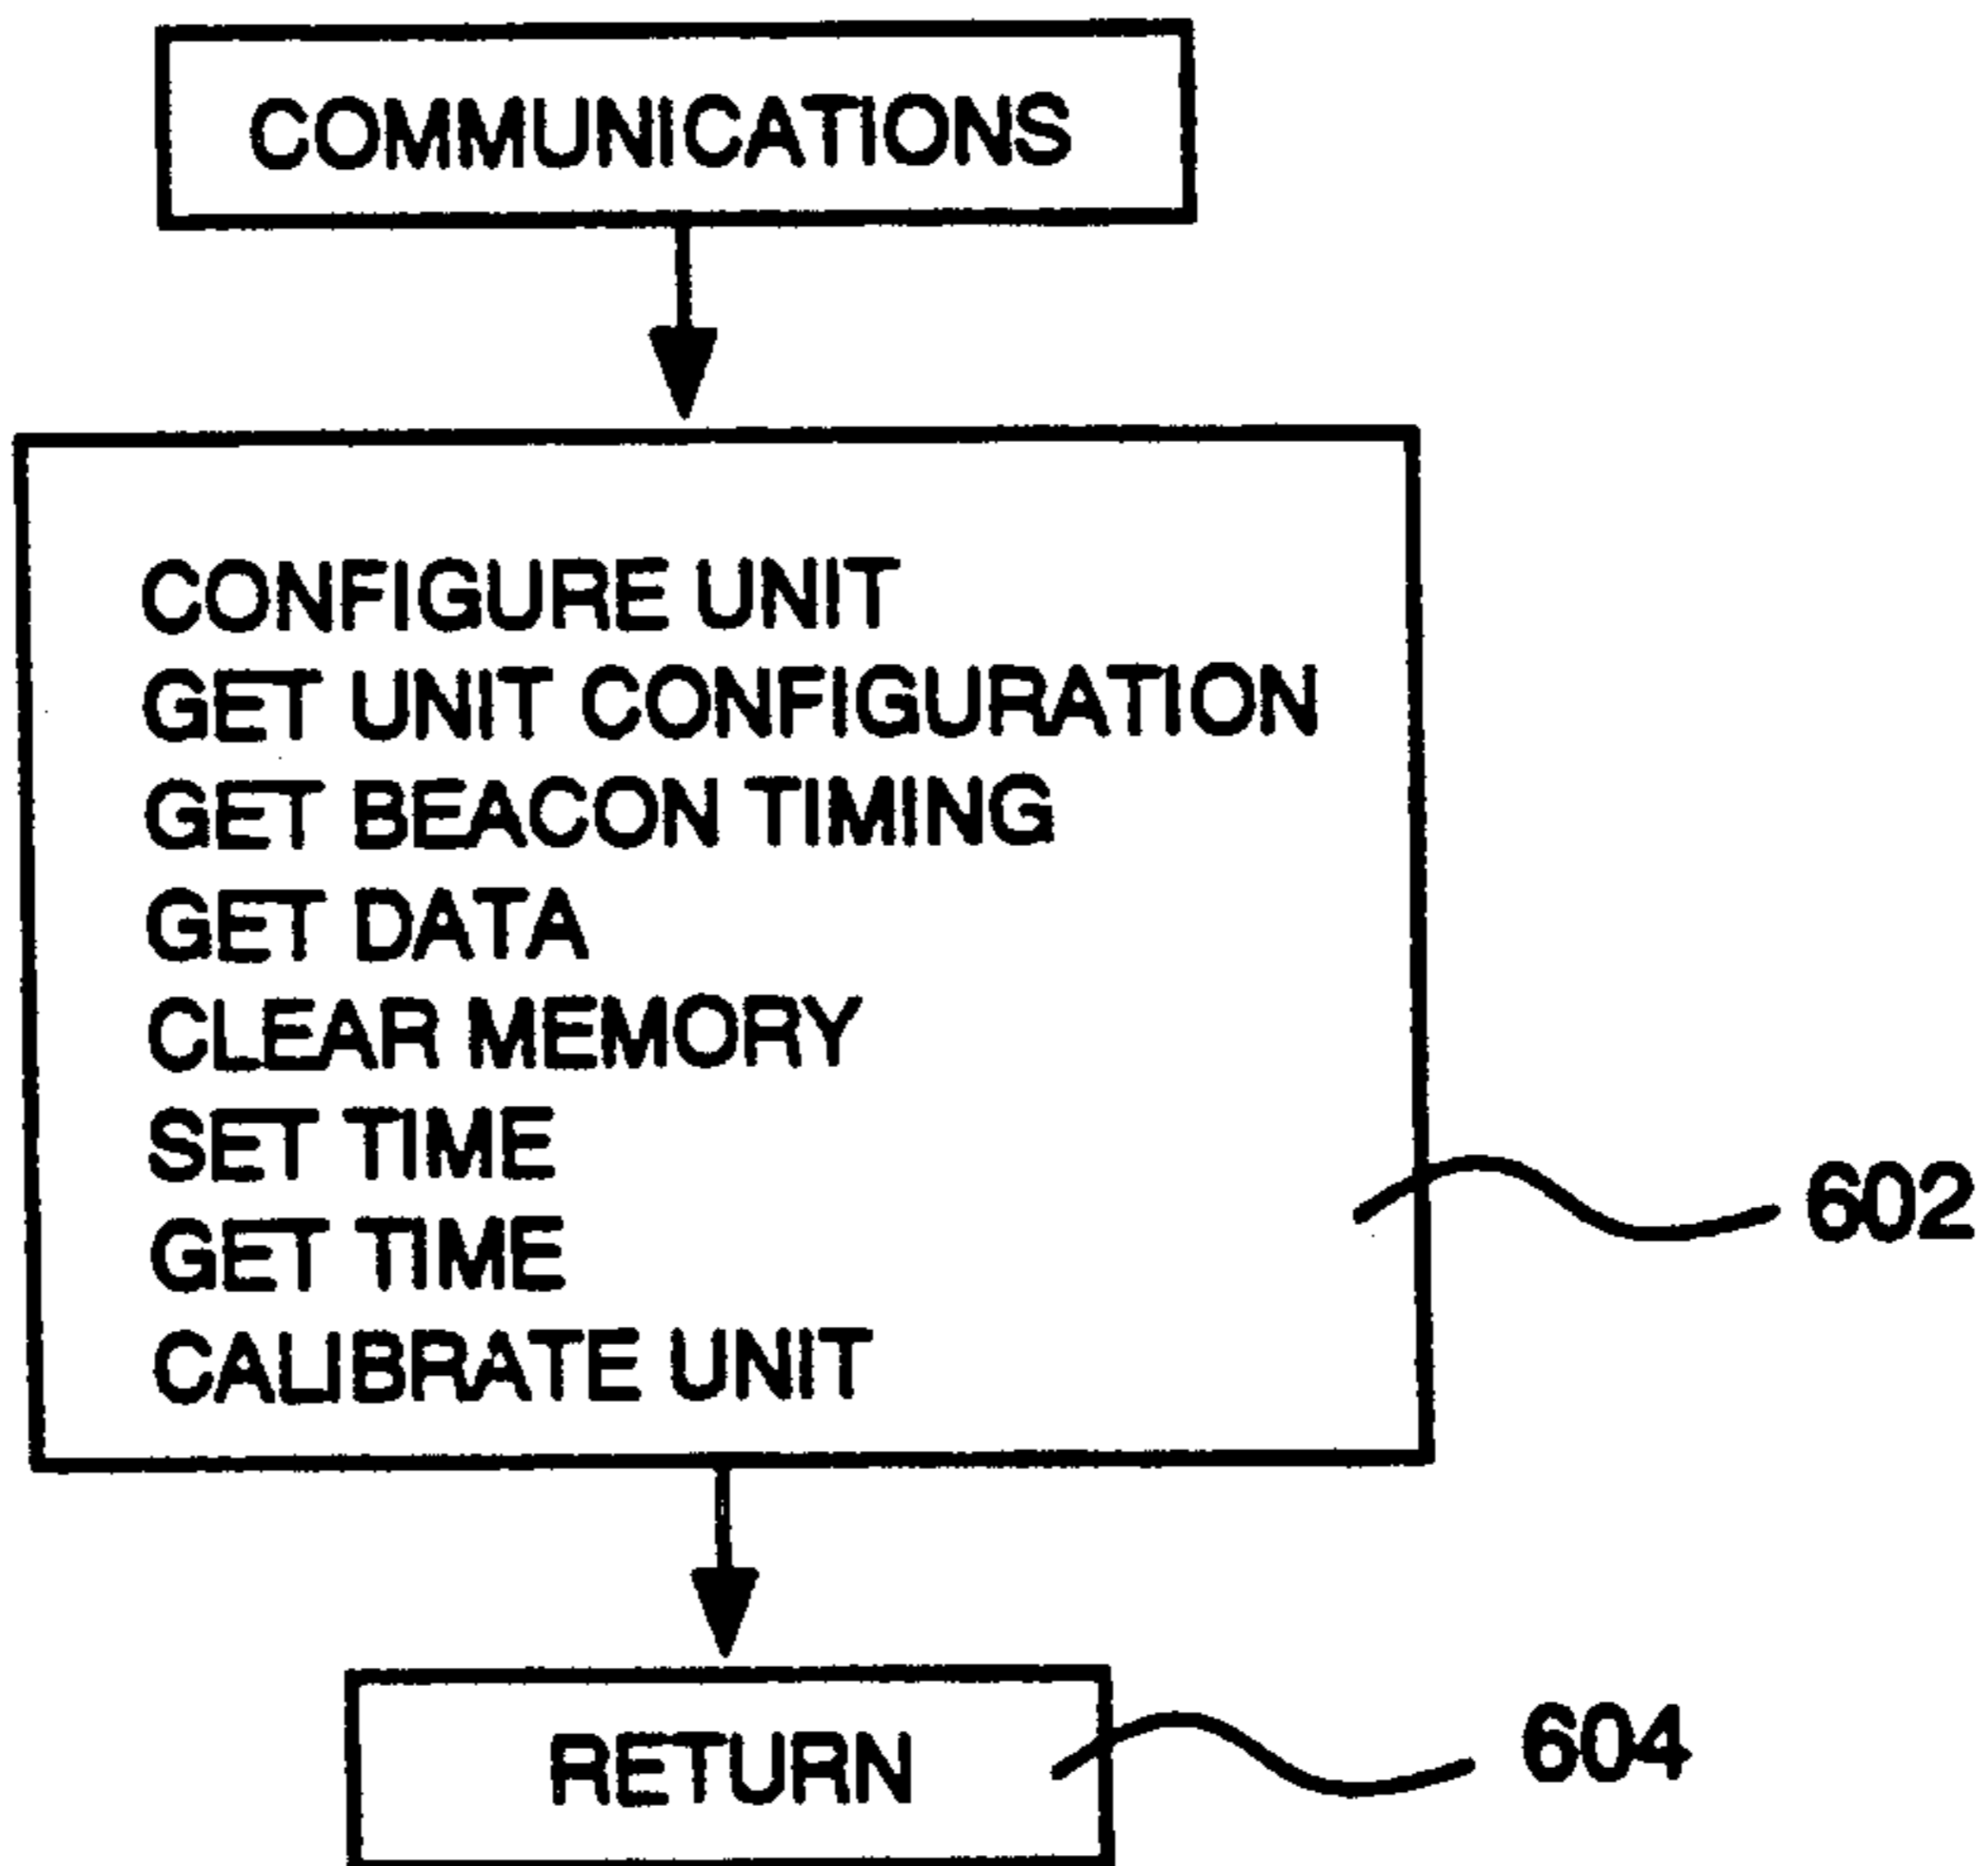 COMMUNICATIONS
CONFIGURE UNIT
GET UNIT CONFIGURATION
GET BEACON TIMING
GET DATA
CLEAR MEMORY
SET TIME
GET TIME
CALIBRATE UNIT
602
RETURN
604